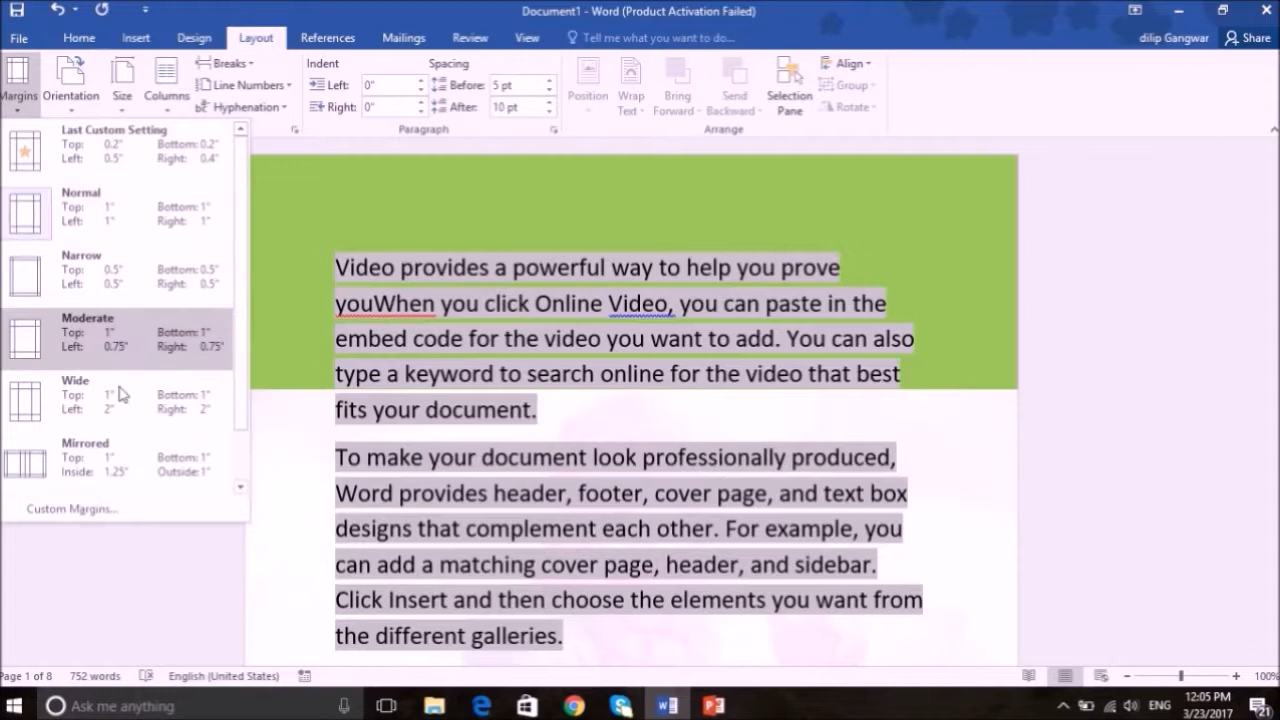 Document1 - Word (Product Activation Failed)
File Home Insert Design Layout References Mailings Review View Tell me what you want to do... dilip Gangwar Share
Margins Orientation Size Columns
Breaks
Line Numbers
Hyphenation
Indent Spacing
Left: 0" Before: 5 pt
Right: 0" After: 10 pt
Paragraph
Position Wrap Text Bring Forward Send Backward Selection Pane
Align
Group
Rotate
Arrange
Last Custom Setting
Top: 0.2" Bottom: 0.2"
Left: 0.5" Right: 0.4"
Normal
Top: 1" Bottom: 1"
Left: 1" Right: 1"
Narrow
Top: 0.5" Bottom: 0.5"
Left: 0.5" Right: 0.5"
Moderate
Top: 1" Bottom: 1"
Left: 0.75" Right: 0.75"
Wide
Top: 1" Bottom: 1"
Left: 2" Right: 2"
Mirrored
Top: 1" Bottom: 1"
Inside: 1.25" Outside: 1"
Custom Margins...
Video provides a powerful way to help you prove
youWhen you click Online Video, you can paste in the
embed code for the video you want to add. You can also
type a keyword to search online for the video that best
fits your document.
To make your document look professionally produced,
Word provides header, footer, cover page, and text box
designs that complement each other. For example, you
can add a matching cover page, header, and sidebar.
Click Insert and then choose the elements you want from
the different galleries.
Page 1 of 8 752 words English (United States) 100%
Ask me anything ENG 12:05 PM
3/23/2017 21